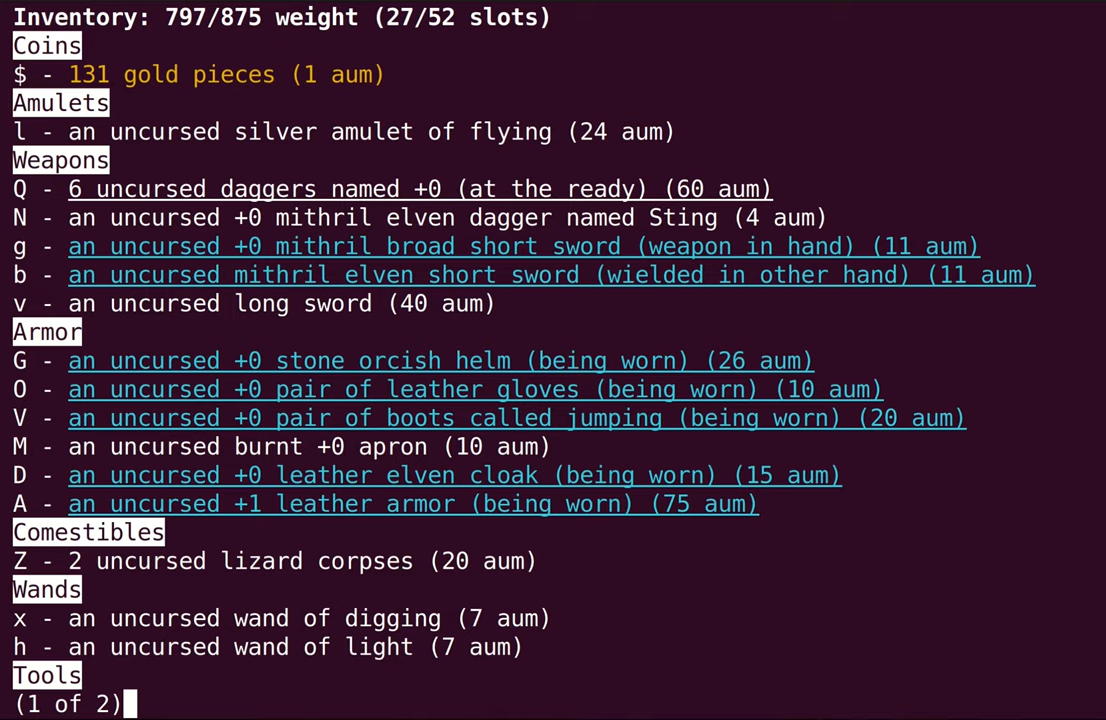 Inventory: 797/875 weight (27/52 slots)
Coins
$ - 131 gold pieces (1 aum)
Amulets
l - an uncursed silver amulet of flying (24 aum)
Weapons
Q - 6 uncursed daggers named +0 (at the ready) (60 aum)
N - an uncursed +0 mithril elven dagger named Sting (4 aum)
g - an uncursed +0 mithril broad short sword (weapon in hand) (11 aum)
b - an uncursed mithril elven short sword (wielded in other hand) (11 aum)
v - an uncursed long sword (40 aum)
Armor
G - an uncursed +0 stone orcish helm (being worn) (26 aum)
O - an uncursed +0 pair of leather gloves (being worn) (10 aum)
V - an uncursed +0 pair of boots called jumping (being worn) (20 aum)
M - an uncursed burnt +0 apron (10 aum)
D - an uncursed +0 leather elven cloak (being worn) (15 aum)
A - an uncursed +1 leather armor (being worn) (75 aum)
Comestibles
Z - 2 uncursed lizard corpses (20 aum)
Wands
x - an uncursed wand of digging (7 aum)
h - an uncursed wand of light (7 aum)
Tools
(1 of 2)